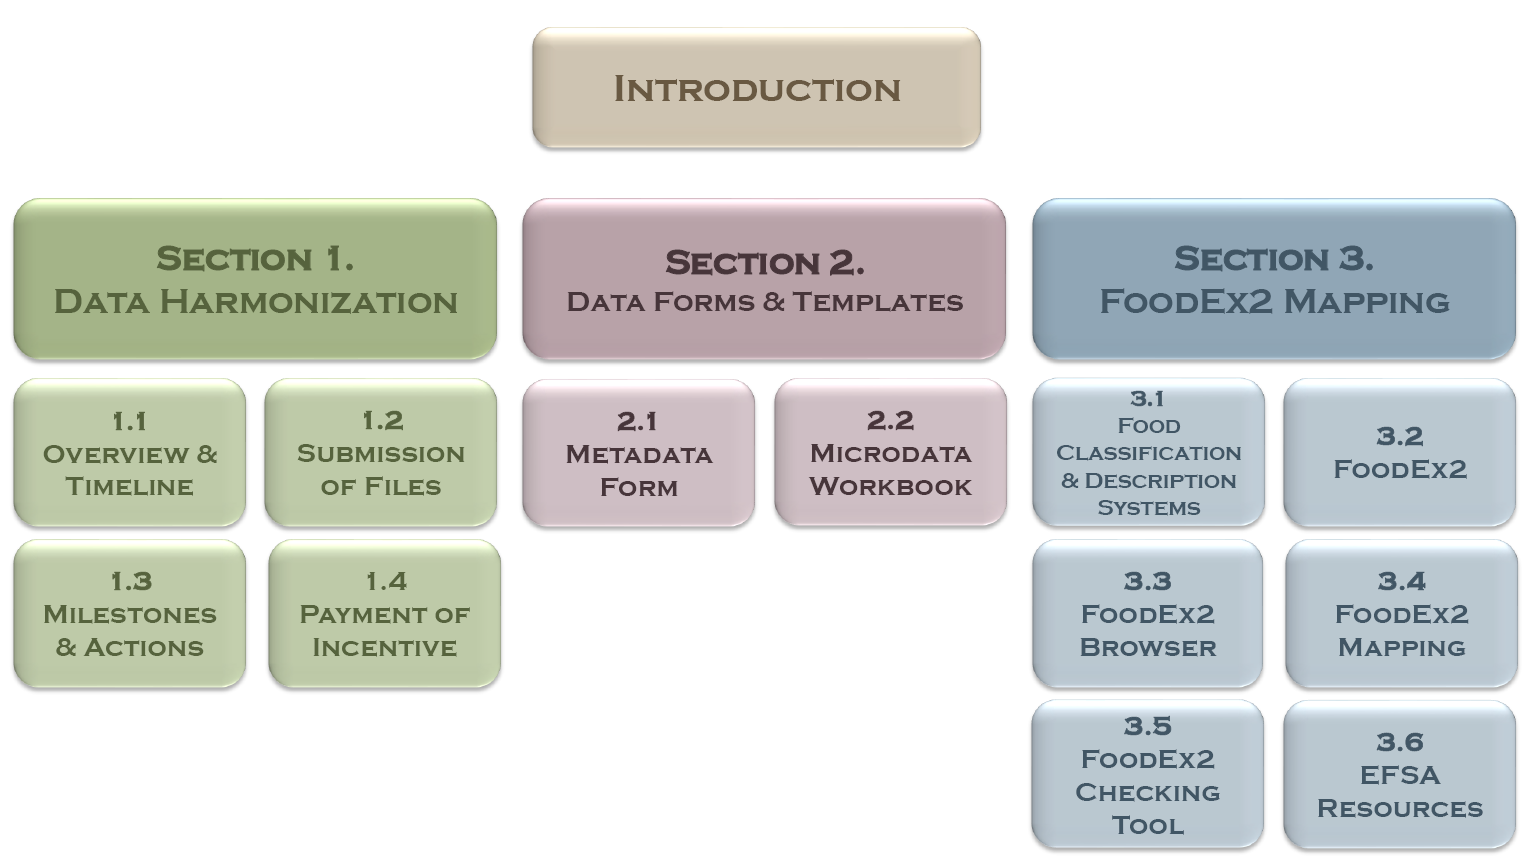 Introduction
Section 1.
Data Harmonization
Section 2.
Data Forms & Templates
Section 3.
FoodEx2 Mapping
1.1
Overview &
Timeline
1.2
Submission
of Files
1.3
Milestones
& Actions
1.4
Payment of
Incentive
2.1
Metadata
Form
2.2
Microdata
Workbook
3.1
Food
Classification
& Description
Systems
3.2
FoodEx2
3.3
FoodEx2
Browser
3.4
FoodEx2
Mapping
3.5
FoodEx2
Checking
Tool
3.6
EFSA
Resources